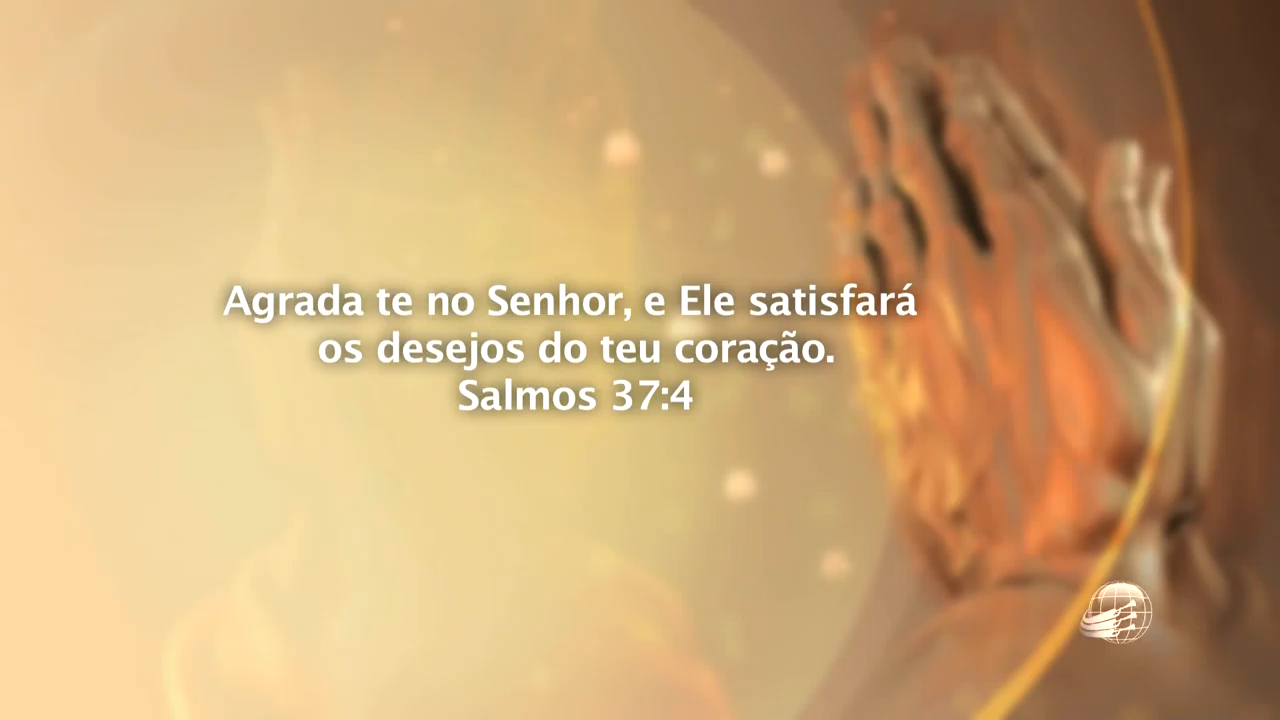 Agrada te no Senhor, e Ele satisfará
os desejos do teu coração.
Salmos 37:4